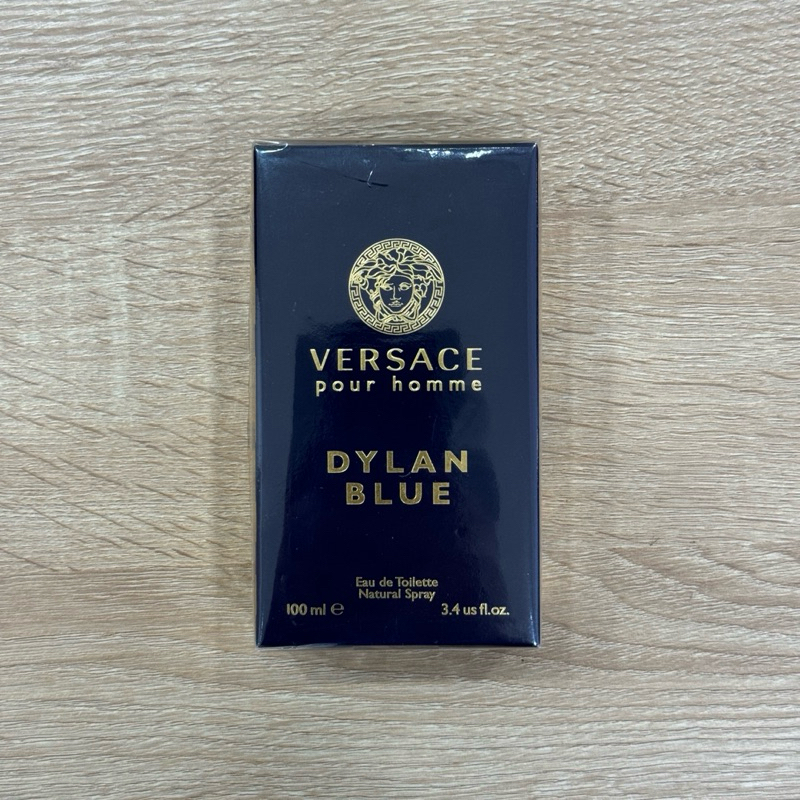 VERSACE
pour homme
DYLAN
BLUE
Eau de Toilette
Natural Spray
100 ml ℮ 3.4 us fl.oz.